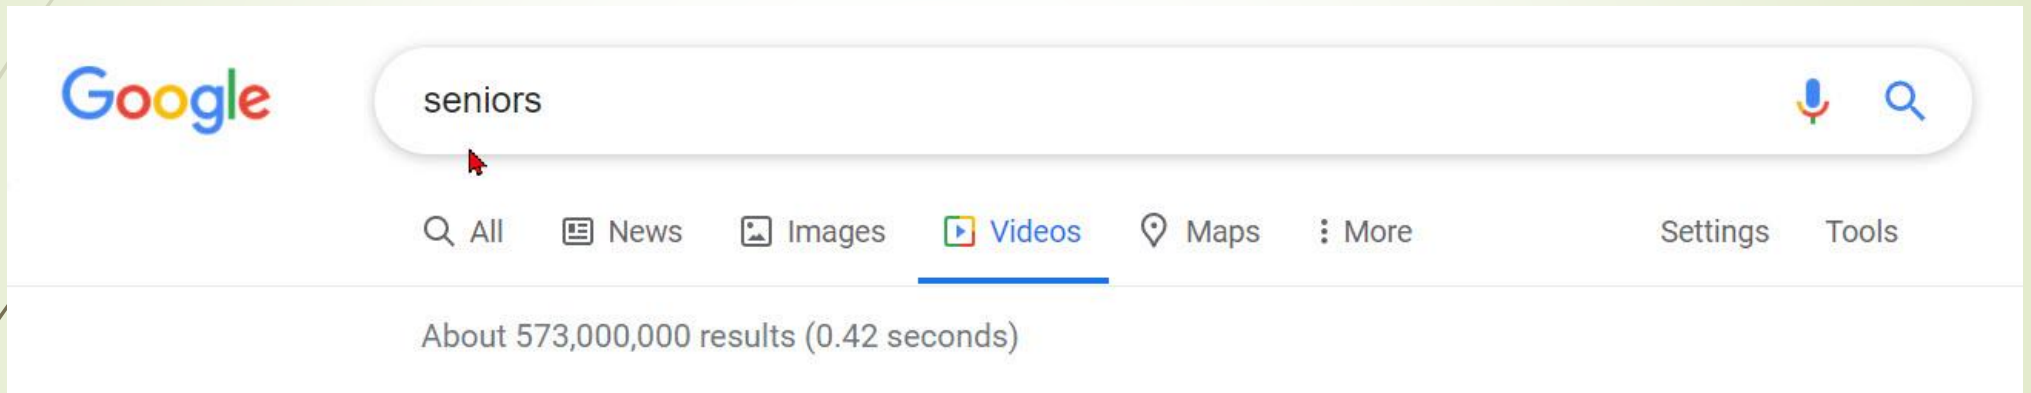 Google seniors
All News Images Videos Maps More Settings Tools
About 573,000,000 results (0.42 seconds)